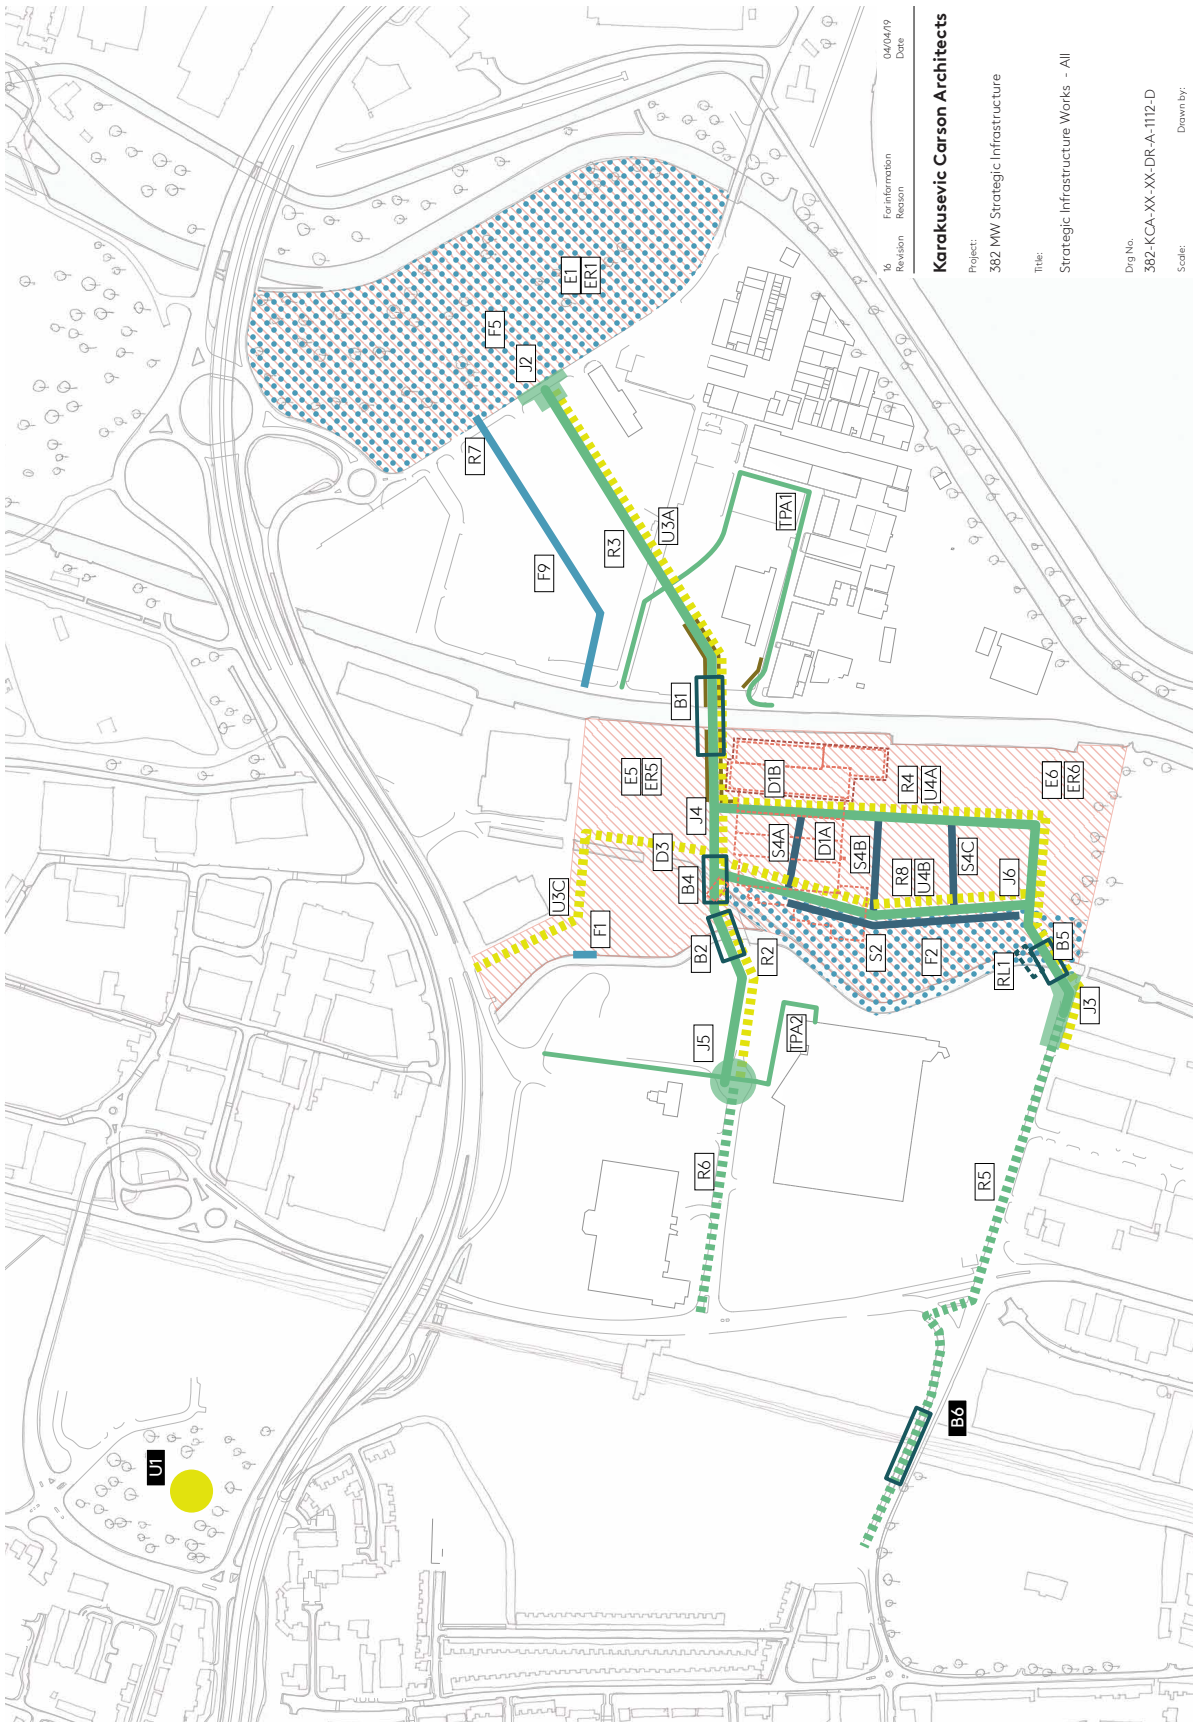 U1
B6
R6
R5
J5
TPA2
J3
RL1
B5
B2
R2
F1
U3C
S2
F2
B4
D3
J4
J6
R8
U4B
S4A
D1A
S4B
S4C
E5
ER5
D1B
R4
U4A
E6
ER6
B1
F9
R3
U3A
TPA1
R7
J2
F5
E1
ER1
16 For information 04/04/19
Revision Reason Date
Karakusevic Carson Architects
Project:
382 MW Strategic Infrastructure
Title:
Strategic Infrastructure Works - All
Drg No.
382-KCA-XX-XX-DR-A-1112-D
Scale: Drawn by: